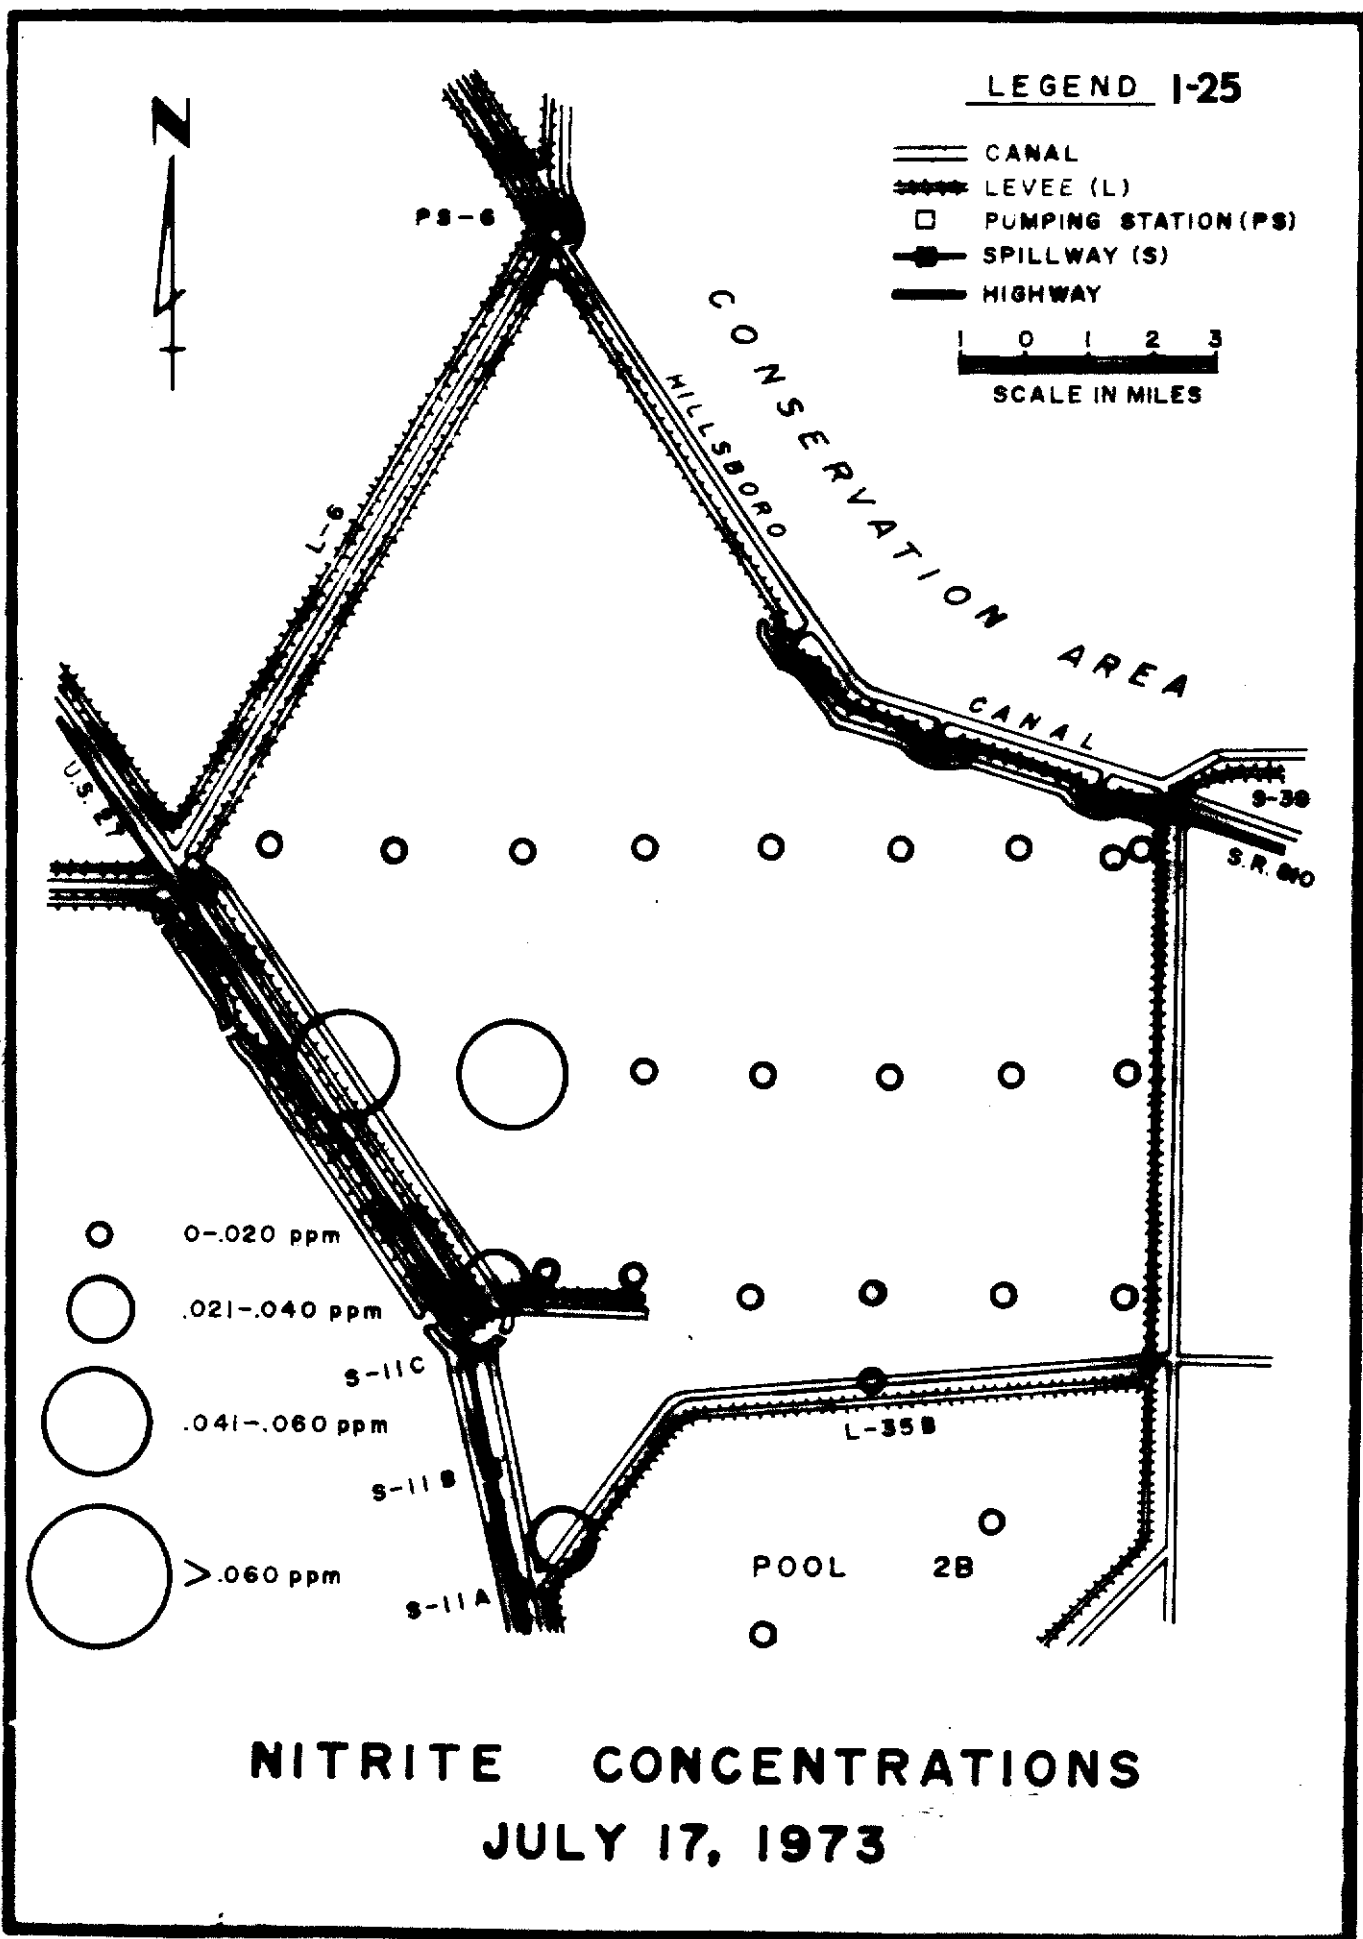 LEGEND I-25
CANAL
LEVEE (L)
PUMPING STATION (PS)
SPILLWAY (S)
HIGHWAY
1 0 1 2 3
SCALE IN MILES
N
PS-6
CONSERVATION AREA
HILLSBORO CANAL
L-6
U.S. 27
S-39
S.R. 810
0-.020 ppm
.021-.040 ppm
.041-.060 ppm
>.060 ppm
S-11C
S-11B
S-11A
L-35B
POOL 2B
NITRITE CONCENTRATIONS
JULY 17, 1973